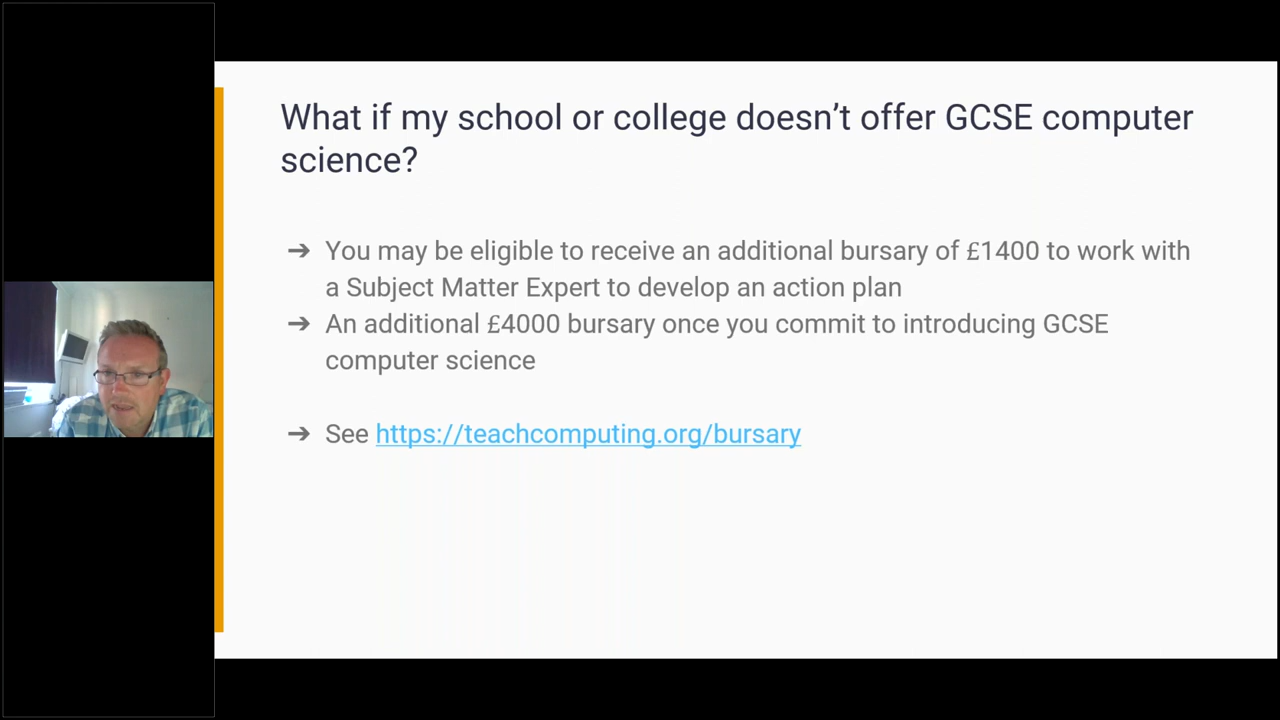 What if my school or college doesn’t offer GCSE computer
science?
➔ You may be eligible to receive an additional bursary of £1400 to work with
a Subject Matter Expert to develop an action plan
➔ An additional £4000 bursary once you commit to introducing GCSE
computer science
➔ See https://teachcomputing.org/bursary